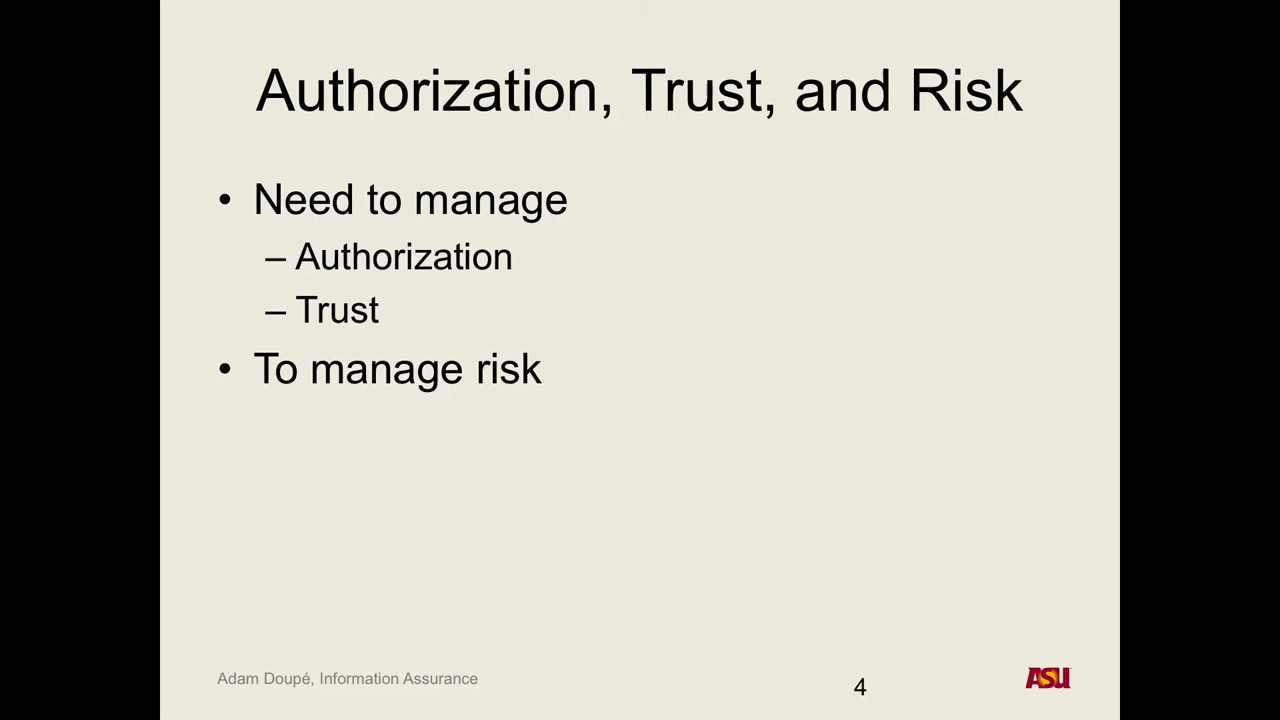 Authorization, Trust, and Risk
• Need to manage
– Authorization
– Trust
• To manage risk
Adam Doupé, Information Assurance
4
ASU